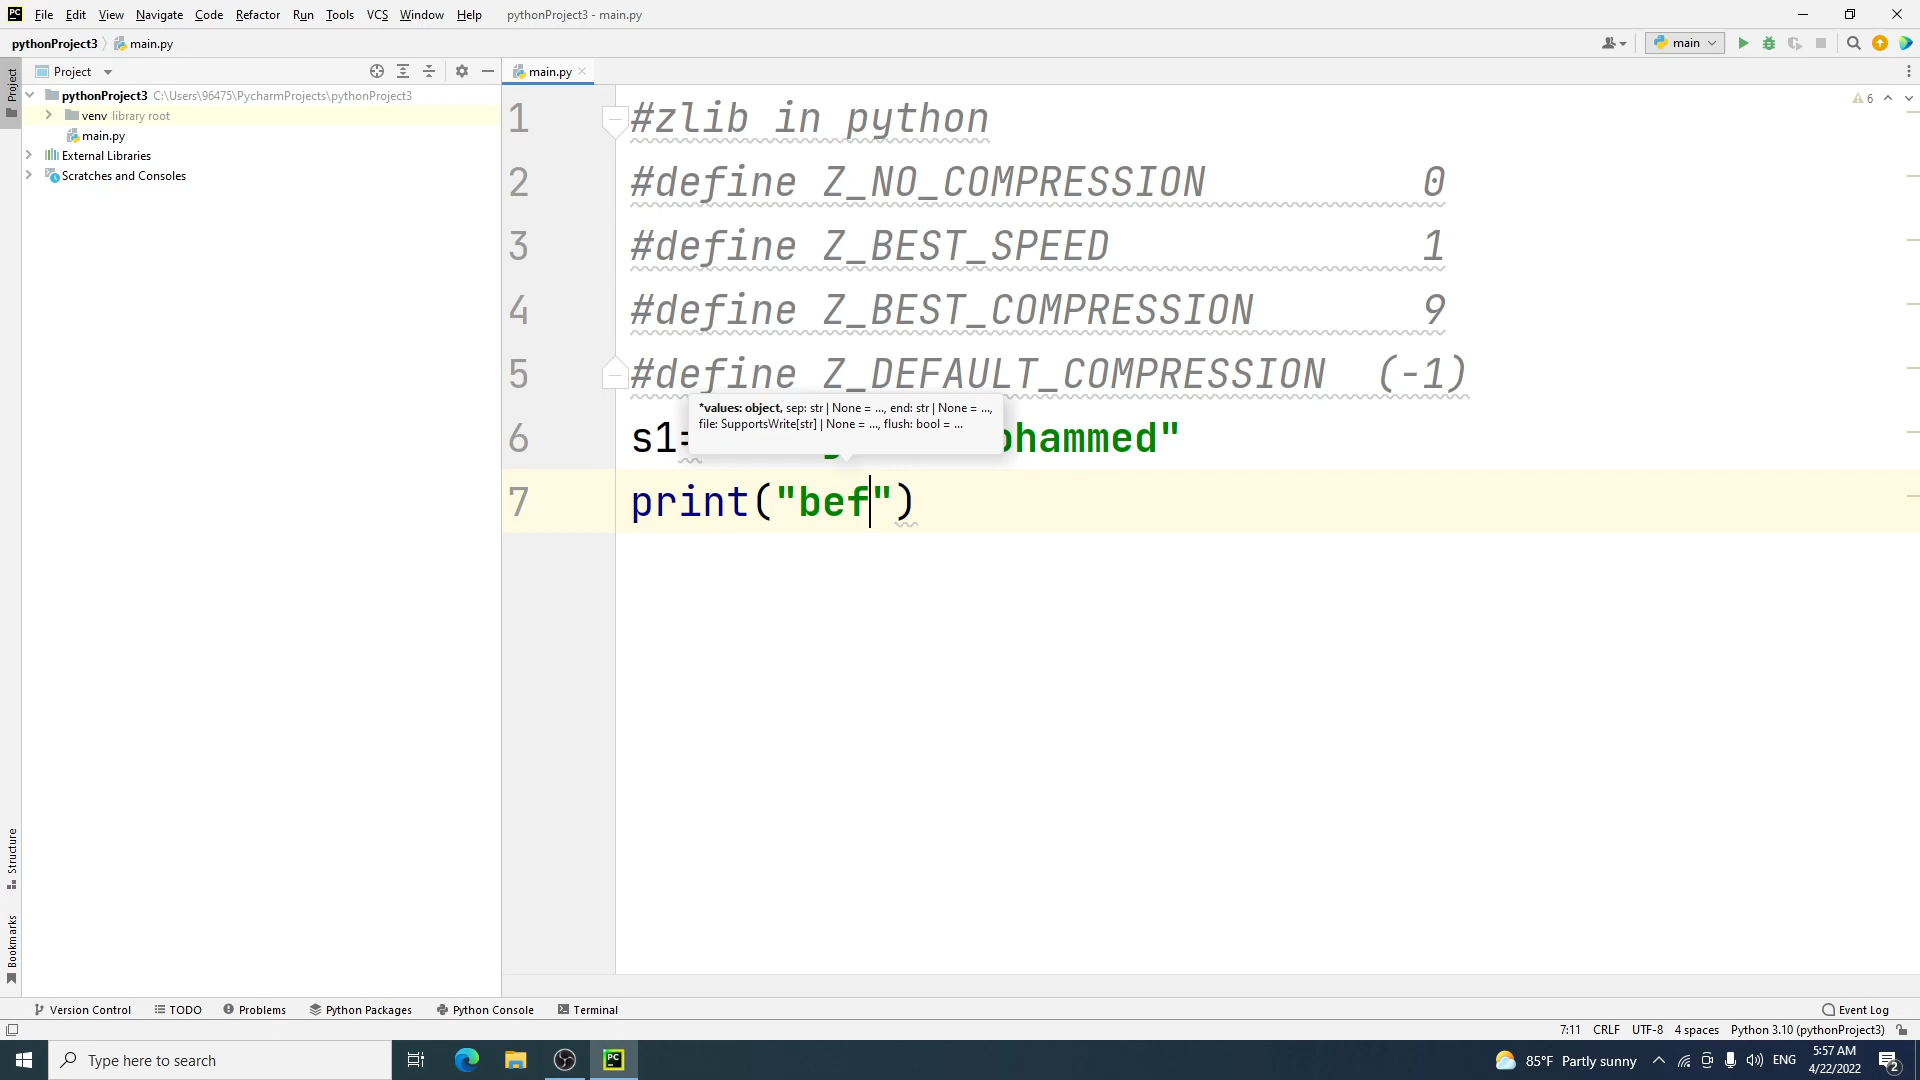 PC File Edit View Navigate Code Refactor Run Tools VCS Window Help pythonProject3 - main.py
pythonProject3 main.py main
Project main.py
Project
pythonProject3 C:\Users\96475\PycharmProjects\pythonProject3
venv library root
main.py
External Libraries
Scratches and Consoles
6
1 #zlib in python
2 #define Z_NO_COMPRESSION 0
3 #define Z_BEST_SPEED 1
4 #define Z_BEST_COMPRESSION 9
5 #define Z_DEFAULT_COMPRESSION (-1)
*values: object, sep: str | None = ..., end: str | None = ...,
file: SupportsWrite[str] | None = ..., flush: bool = ...
6 s1= ohammed"
7 print("bef")
Structure
Bookmarks
Version Control TODO Problems Python Packages Python Console Terminal Event Log
7:11 CRLF UTF-8 4 spaces Python 3.10 (pythonProject3)
Type here to search PC 85°F Partly sunny ENG 5:57 AM
4/22/2022 2